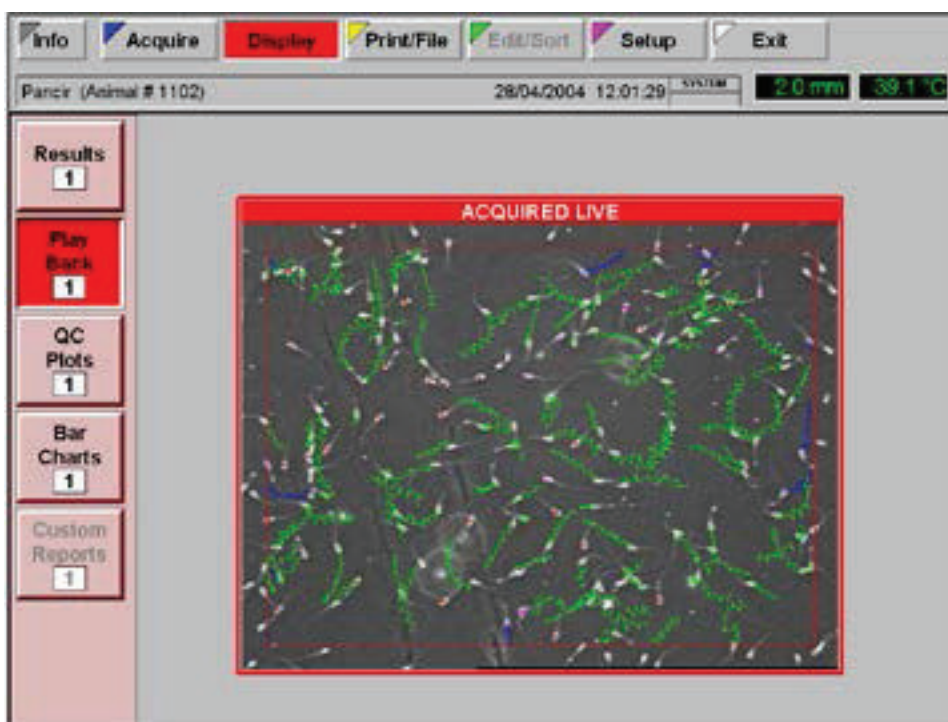 Info Acquire Display Print/File Edit/Sort Setup Exit
Pancir (Animal # 1102) 28/04/2004 12:01:29 SYSTEM 2.0 mm 39.1 °C
Results
1
Play
Back
1
QC
Plots
1
Bar
Charts
1
Custom
Reports
1
ACQUIRED LIVE